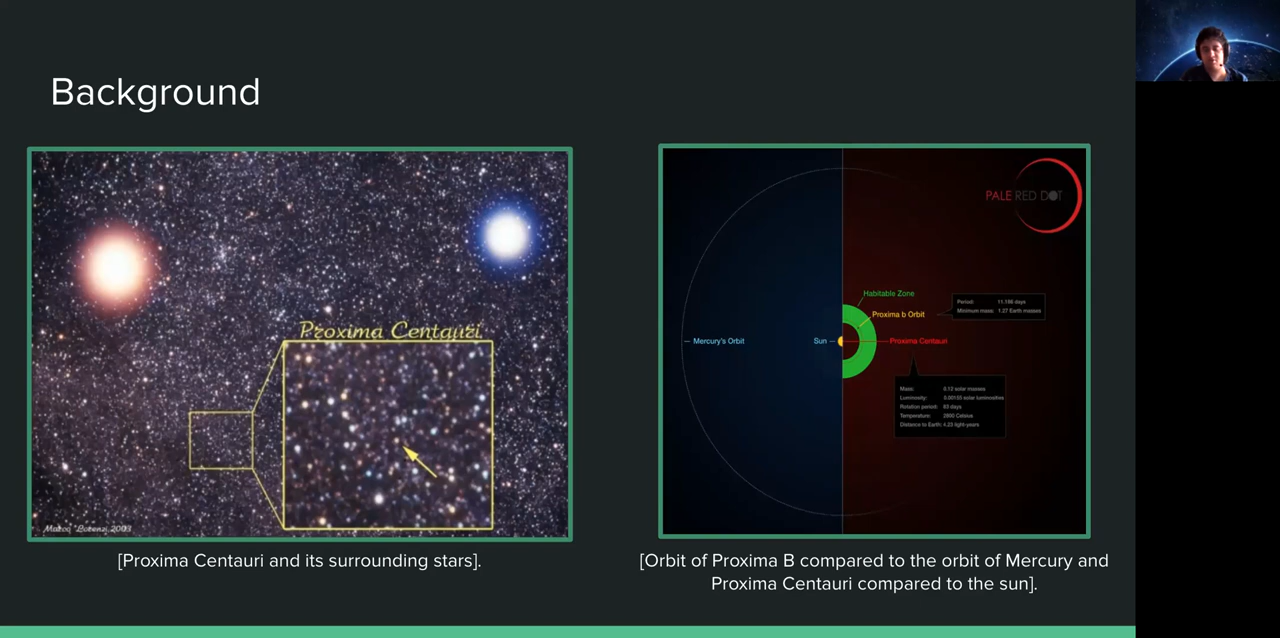 Background
Proxima Centauri
Marco Lorenzi, 2003
[Proxima Centauri and its surrounding stars].
PALE RED DOT
Habitable Zone
Proxima b Orbit
Period: 11.186 days
Minimum mass: 1.27 Earth masses
Mercury's Orbit
Sun
Proxima Centauri
Mass: 0.12 solar masses
Luminosity: 0.00155 solar luminosities
Rotation period: 83 days
Temperature: 2800 Celsius
Distance to Earth: 4.23 light-years
[Orbit of Proxima B compared to the orbit of Mercury and
Proxima Centauri compared to the sun].